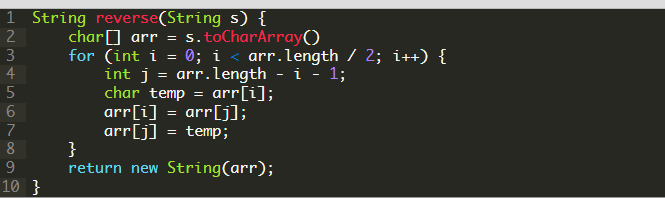 1 String reverse(String s) {
2     char[] arr = s.toCharArray()
3     for (int i = 0; i < arr.length / 2; i++) {
4         int j = arr.length - i - 1;
5         char temp = arr[i];
6         arr[i] = arr[j];
7         arr[j] = temp;
8     }
9     return new String(arr);
10 }